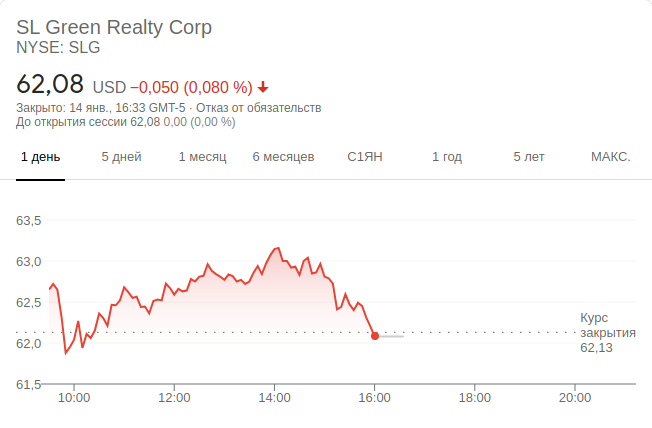 SL Green Realty Corp
NYSE: SLG
62,08 USD −0,050 (0,080 %)
Закрыто: 14 янв., 16:33 GMT-5 · Отказ от обязательств
До открытия сессии 62,08 0,00 (0,00 %)
1 день 5 дней 1 месяц 6 месяцев С1ЯН 1 год 5 лет МАКС.
63,5
63,0
62,5
62,0
61,5
Курс
закрытия
62,13
10:00 12:00 14:00 16:00 18:00 20:00